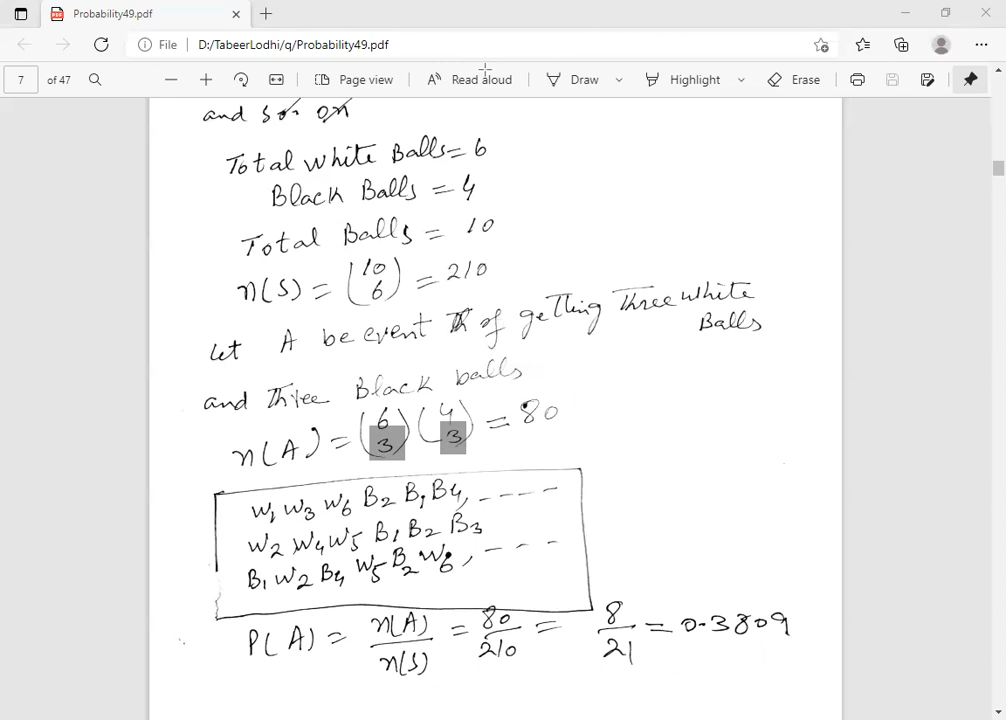 Probability49.pdf
File D:/TabeerLodhi/q/Probability49.pdf
7 of 47 Page view Read aloud Draw Highlight Erase
and so on
Total White Balls = 6
Black Balls = 4
Total Balls = 10
n(S) = (10 6) = 210
Let A be event of getting three white
Balls
and three Black balls
n(A) = (6 3) (4 3) = 80
W1 W3 W6 B2 B1 B4, ----
W2 W4 W5 B1 B2 B3
B1 W2 B4 W5 B2 W6, ---
P(A) = n(A)/n(S) = 80/210 = 8/21 = 0.3809